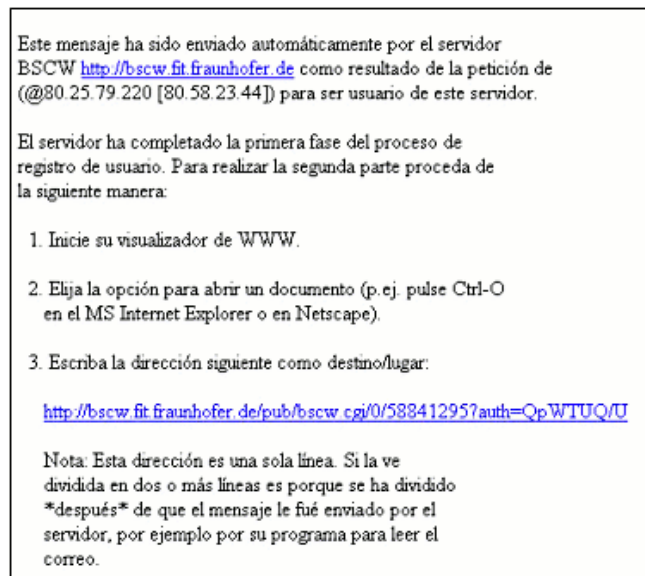 Este mensaje ha sido enviado automáticamente por el servidor
BSCW http://bscw.fit.fraunhofer.de como resultado de la petición de
(@80.25.79.220 [80.58.23.44]) para ser usuario de este servidor.
El servidor ha completado la primera fase del proceso de
registro de usuario. Para realizar la segunda parte proceda de
la siguiente manera:
1. Inicie su visualizador de WWW.
2. Elija la opción para abrir un documento (p.ej. pulse Ctrl-O
en el MS Internet Explorer o en Netscape).
3. Escriba la dirección siguiente como destino/lugar:
http://bscw.fit.fraunhofer.de/pub/bscw.cgi/0/58841295?auth=QpWTUQ/U
Nota: Esta dirección es una sola línea. Si la ve
dividida en dos o más líneas es porque se ha dividido
*después* de que el mensaje le fué enviado por el
servidor, por ejemplo por su programa para leer el
correo.